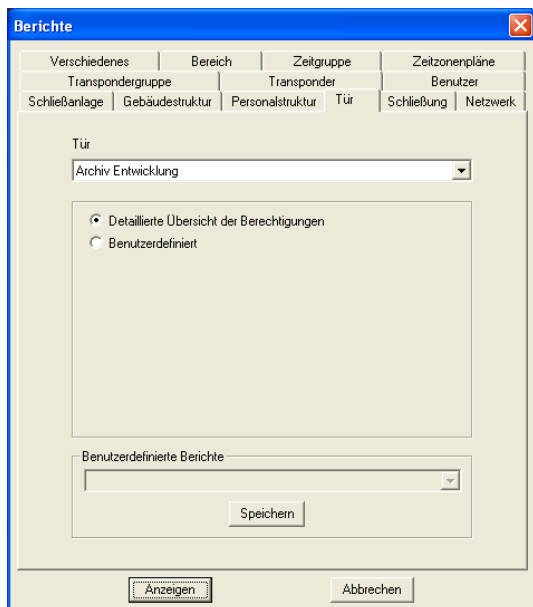 Berichte
Verschiedenes Bereich Zeitgruppe Zeitzonenpläne
Transpondergruppe Transponder Benutzer
Schließanlage Gebäudestruktur Personalstruktur Tür Schließung Netzwerk
Tür
Archiv Entwicklung
Detaillierte Übersicht der Berechtigungen
Benutzerdefiniert
Benutzerdefinierte Berichte
Speichern
Anzeigen Abbrechen